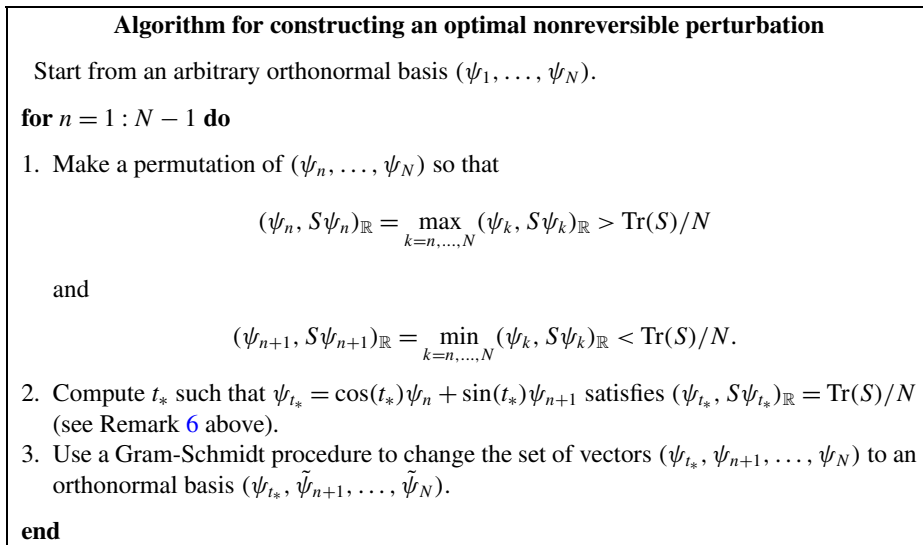 Algorithm for constructing an optimal nonreversible perturbation
Start from an arbitrary orthonormal basis (ψ₁, . . . , ψ_N).
for n = 1 : N − 1 do
1. Make a permutation of (ψ_n, . . . , ψ_N) so that
(ψ_n, Sψ_n)_ℝ = max_{k=n,...,N} (ψ_k, Sψ_k)_ℝ > Tr(S)/N
and
(ψ_{n+1}, Sψ_{n+1})_ℝ = min_{k=n,...,N} (ψ_k, Sψ_k)_ℝ < Tr(S)/N.
2. Compute t_* such that ψ_{t_*} = cos(t_*)ψ_n + sin(t_*)ψ_{n+1} satisfies (ψ_{t_*}, Sψ_{t_*})_ℝ = Tr(S)/N
(see Remark 6 above).
3. Use a Gram-Schmidt procedure to change the set of vectors (ψ_{t_*}, ψ_{n+1}, . . . , ψ_N) to an
orthonormal basis (ψ_{t_*}, ψ̃_{n+1}, . . . , ψ̃_N).
end